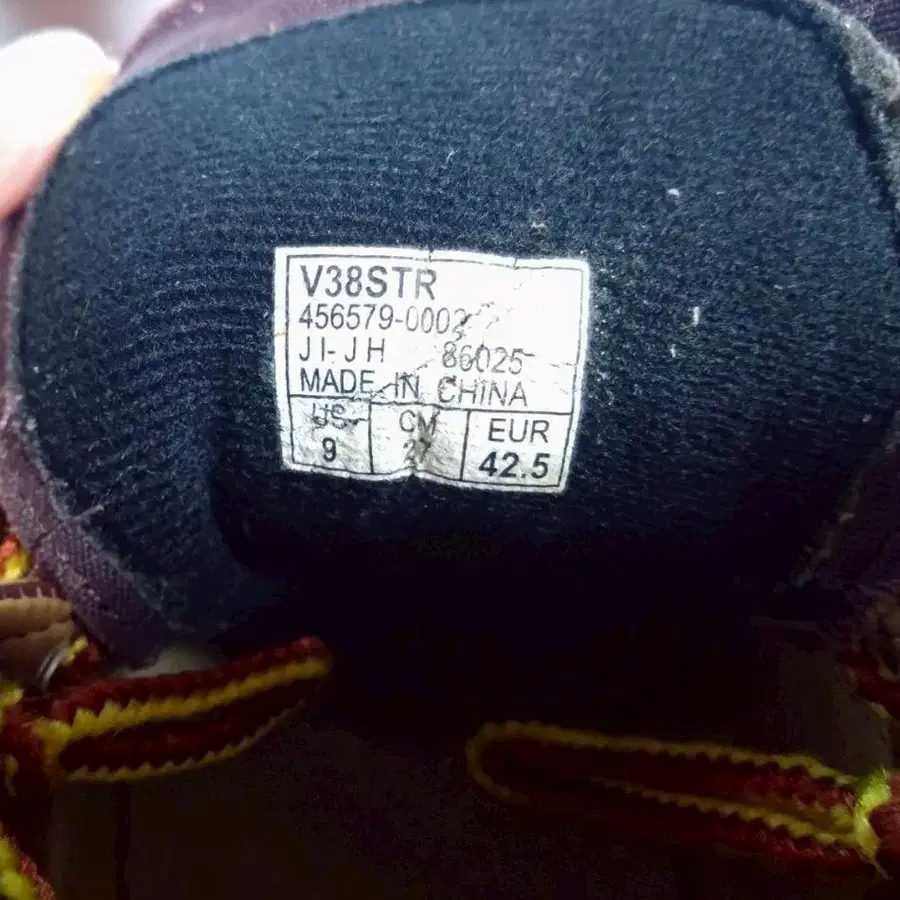 V38STR
456579-0002
JI-JH 86025
MADE IN CHINA
US CM EUR
9 27 42.5